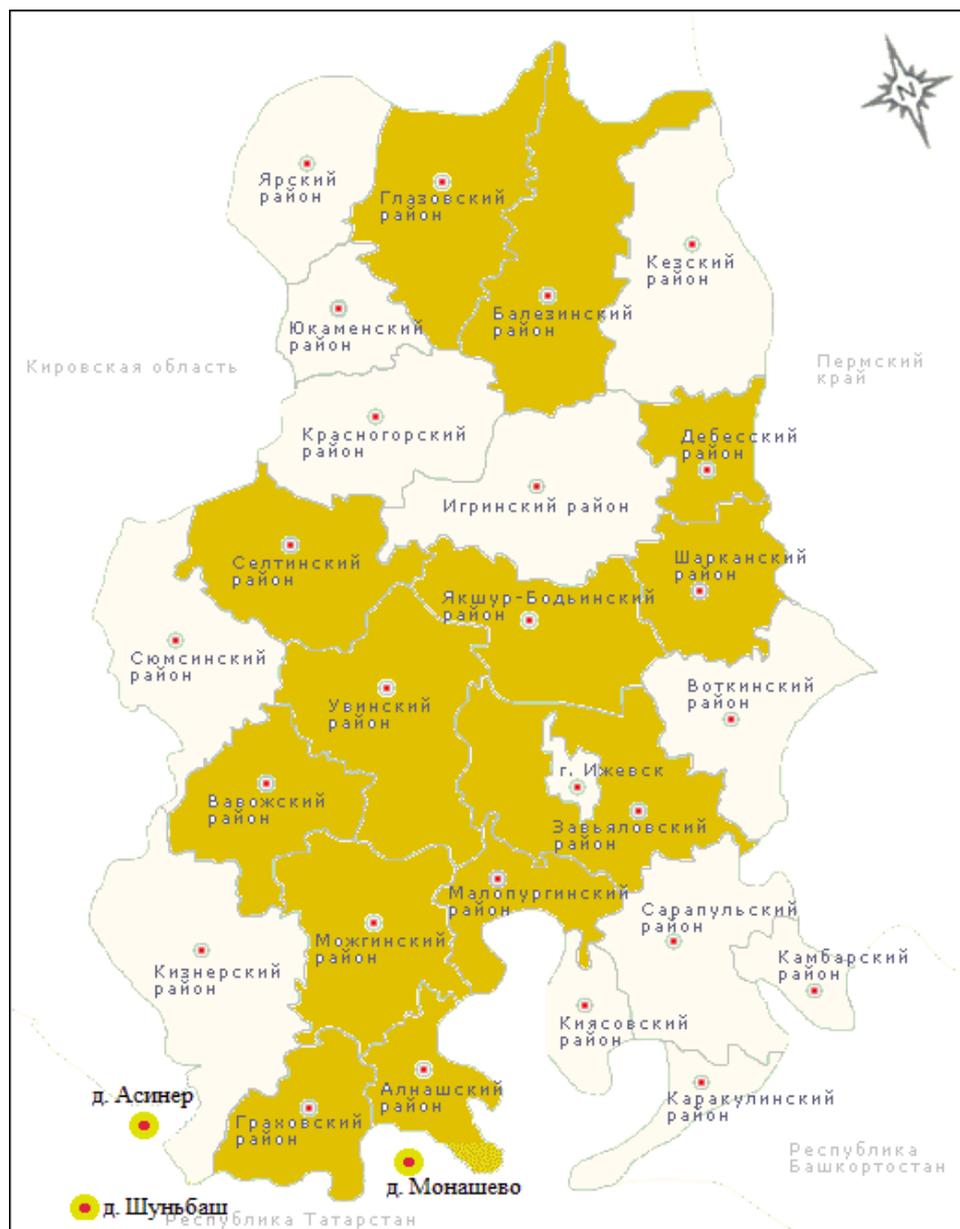 N
Ярский
район
Глазовский
район
Кезский
район
Балезинский
район
Юкаменский
район
Кировская область
Пермский
край
Красногорский
район
Дебесский
район
Игринский район
Селтинский
район
Шарканский
район
Якшур-Бодьинский
район
Сюмсинский
район
Воткинский
район
Увинский
район
г. Ижевск
Вавожский
район
Завьяловский
район
Малопургинский
район
Сарапульский
район
Можгинский
район
Камбарский
район
Кизнерский
район
Киясовский
район
д. Асинер
Алнашский
район
Каракулинский
район
Граховский
район
Республика
Башкортостан
д. Монашево
д. Шуньбаш
Республика Татарстан